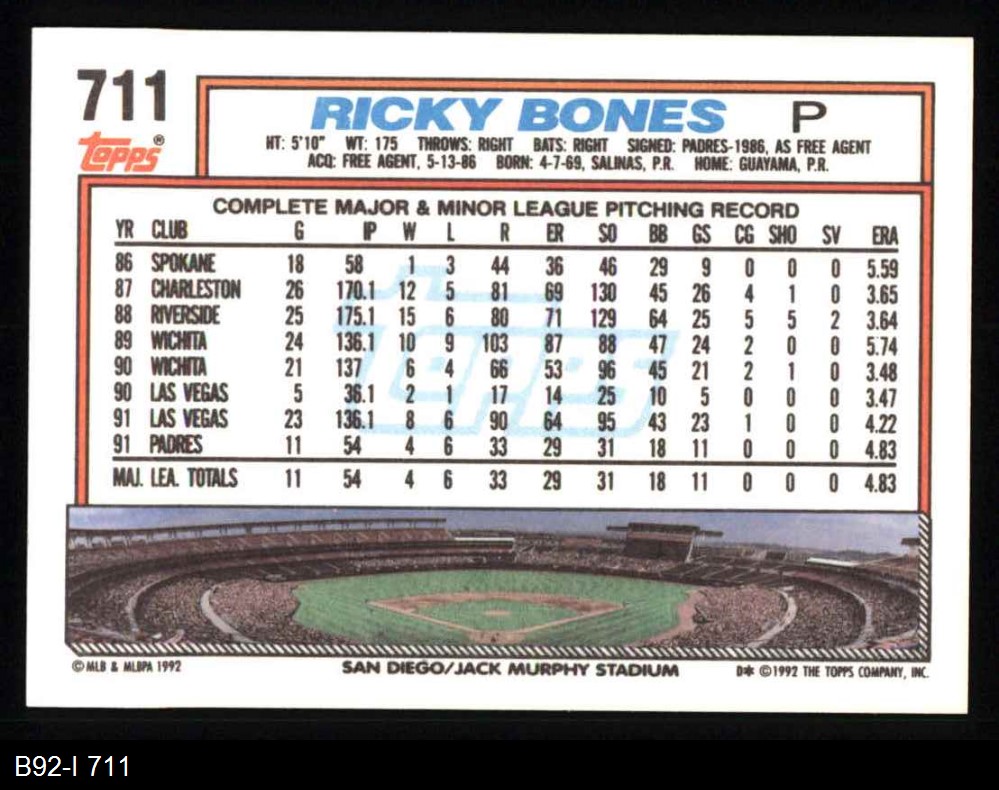 711
RICKY BONES P
Topps®
HT: 5'10" WT: 175 THROWS: RIGHT BATS: RIGHT SIGNED: PADRES-1986, AS FREE AGENT
ACQ: FREE AGENT, 5-13-86 BORN: 4-7-69, SALINAS, P.R. HOME: GUAYAMA, P.R.
COMPLETE MAJOR & MINOR LEAGUE PITCHING RECORD
YR CLUB G IP W L R ER SO BB GS CG SHO SV ERA
86 SPOKANE 18 58 1 3 44 36 46 29 9 0 0 0 5.59
87 CHARLESTON 26 170.1 12 5 81 69 130 45 26 4 1 0 3.65
88 RIVERSIDE 25 175.1 15 6 80 71 129 64 25 5 5 2 3.64
89 WICHITA 24 136.1 10 9 103 87 88 47 24 2 0 0 5.74
90 WICHITA 21 137 6 4 66 53 96 45 21 2 1 0 3.48
90 LAS VEGAS 5 36.1 2 1 17 14 25 10 5 0 0 0 3.47
91 LAS VEGAS 23 136.1 8 6 90 64 95 43 23 1 0 0 4.22
91 PADRES 11 54 4 6 33 29 31 18 11 0 0 0 4.83
MAJ. LEA. TOTALS 11 54 4 6 33 29 31 18 11 0 0 0 4.83
Topps
© MLB & MLBPA 1992 SAN DIEGO/JACK MURPHY STADIUM D* ©1992 THE TOPPS COMPANY, INC.
B92-I 711